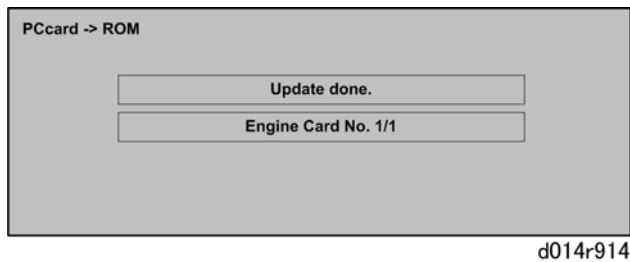 PCcard -> ROM
Update done.
Engine Card No. 1/1
d014r914